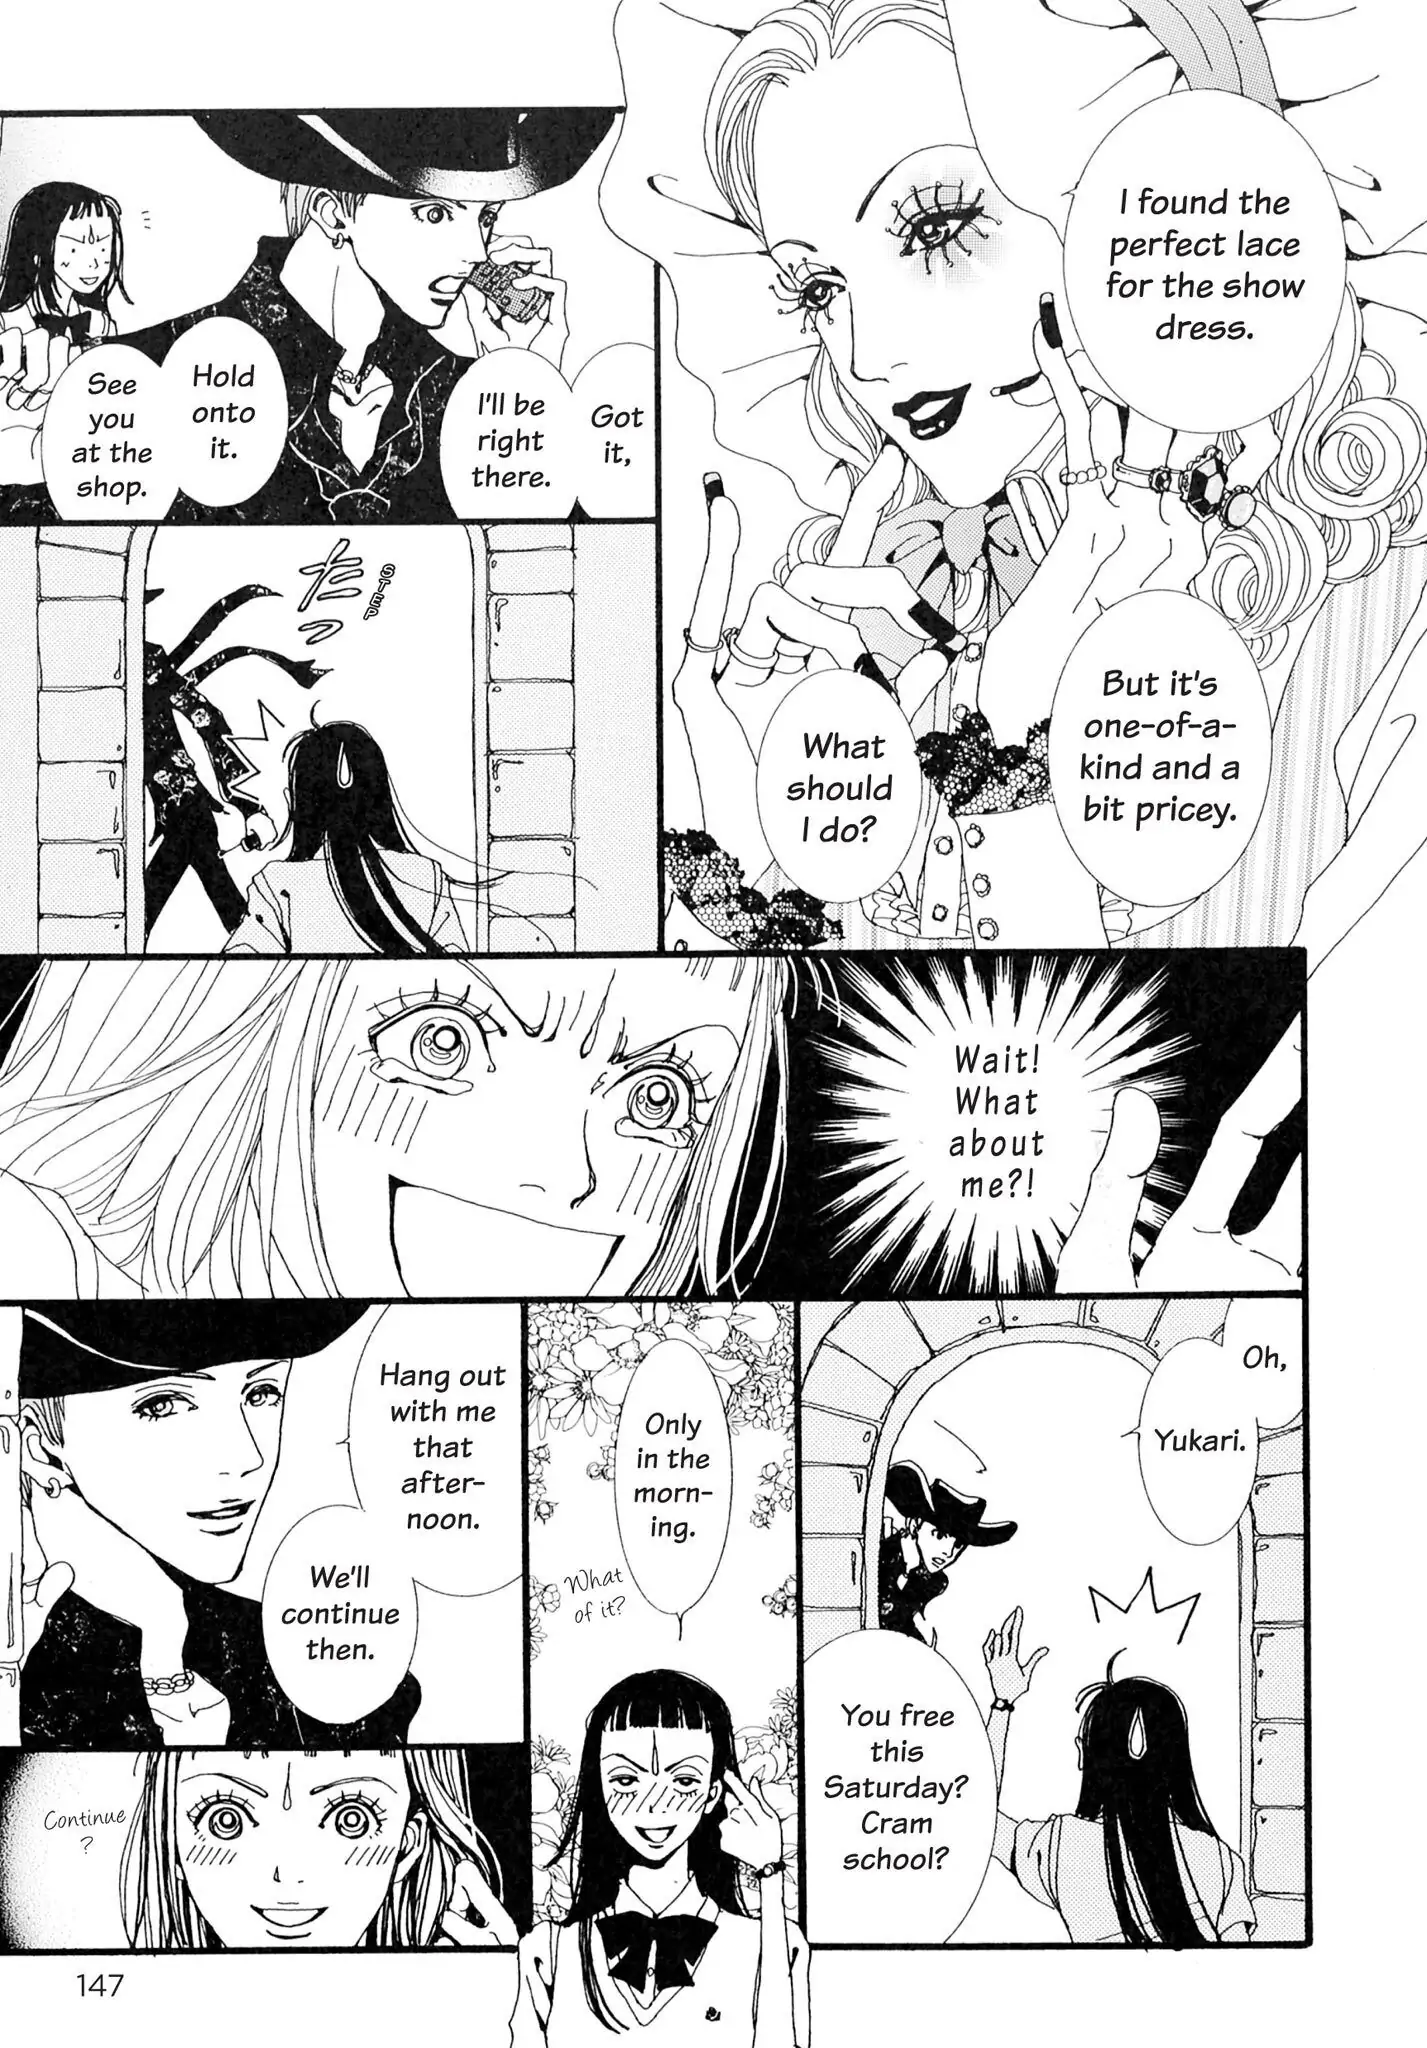 I found the
perfect lace
for the show
dress.
But it's
one-of-a-
kind and a
bit pricey.
What
should
I do?
Got
it,
I'll be
right
there.
Hold
onto
it.
See
you
at the
shop.
たっ
STEP
Wait!
What
about
me?!
Oh,
Yukari.
You free
this
Saturday?
Cram
school?
Only
in the
morn-
ing.
What
of it?
Hang out
with me
that
after-
noon.
We'll
continue
then.
Continue
?
147